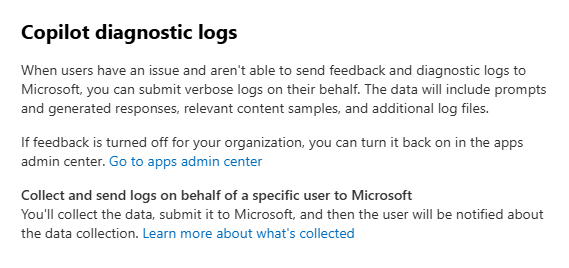 Copilot diagnostic logs
When users have an issue and aren't able to send feedback and diagnostic logs to
Microsoft, you can submit verbose logs on their behalf. The data will include prompts
and generated responses, relevant content samples, and additional log files.
If feedback is turned off for your organization, you can turn it back on in the apps
admin center. Go to apps admin center
Collect and send logs on behalf of a specific user to Microsoft
You'll collect the data, submit it to Microsoft, and then the user will be notified about
the data collection. Learn more about what's collected